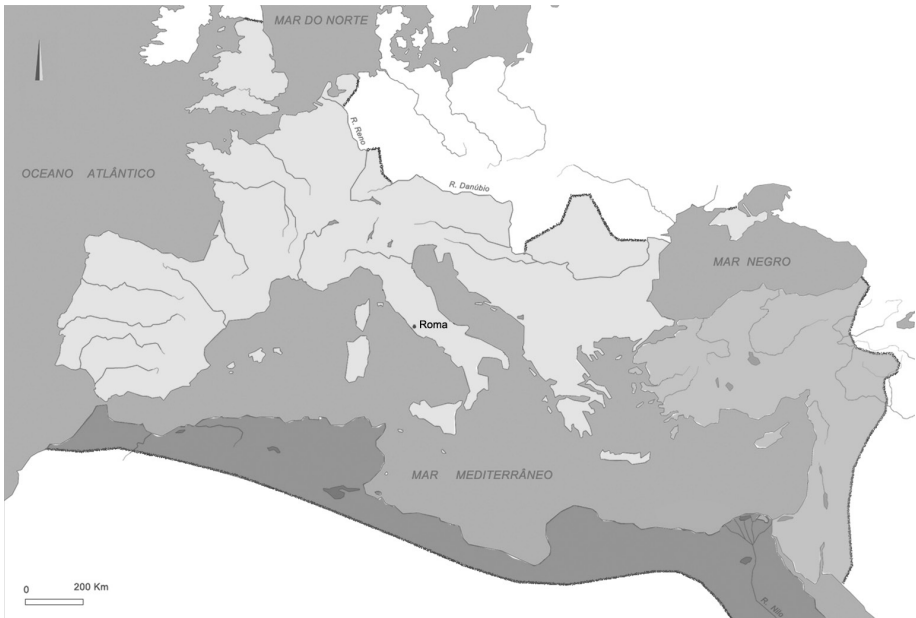 MAR DO NORTE
R. Reno
OCEANO ATLÂNTICO
R. Danúbio
MAR NEGRO
Roma
MAR MEDITERRÂNEO
0 200 Km
R. Nilo